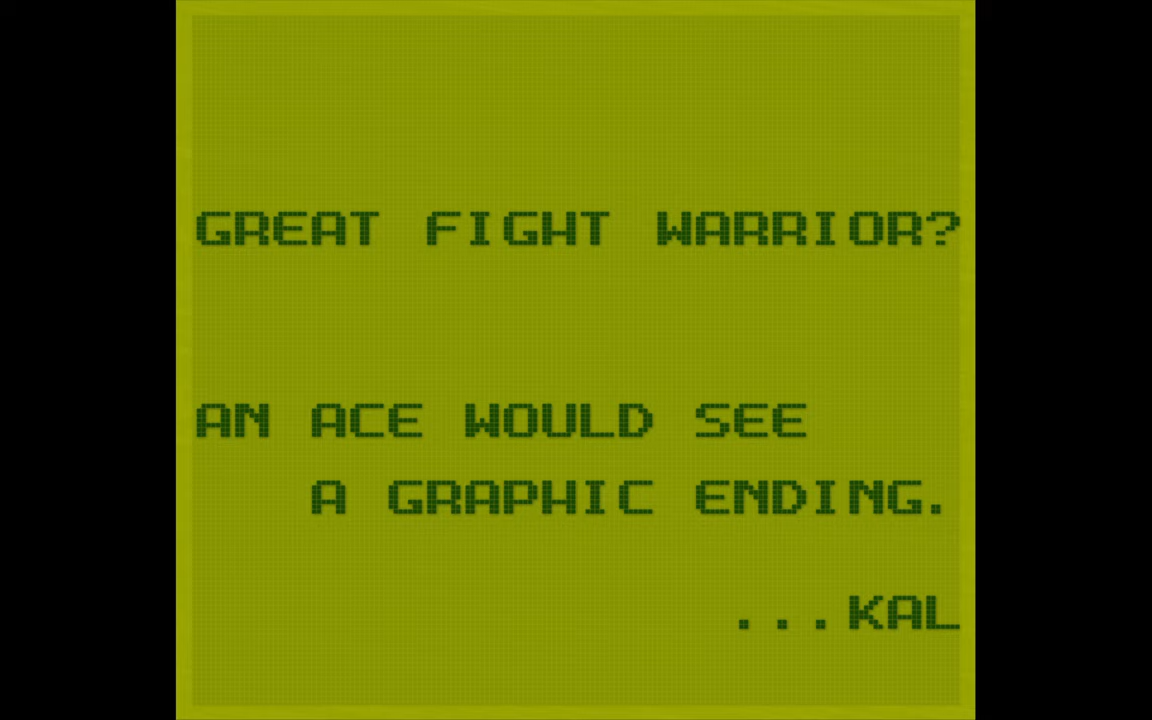 GREAT FIGHT WARRIOR?
AN ACE WOULD SEE
A GRAPHIC ENDING.
...KAL